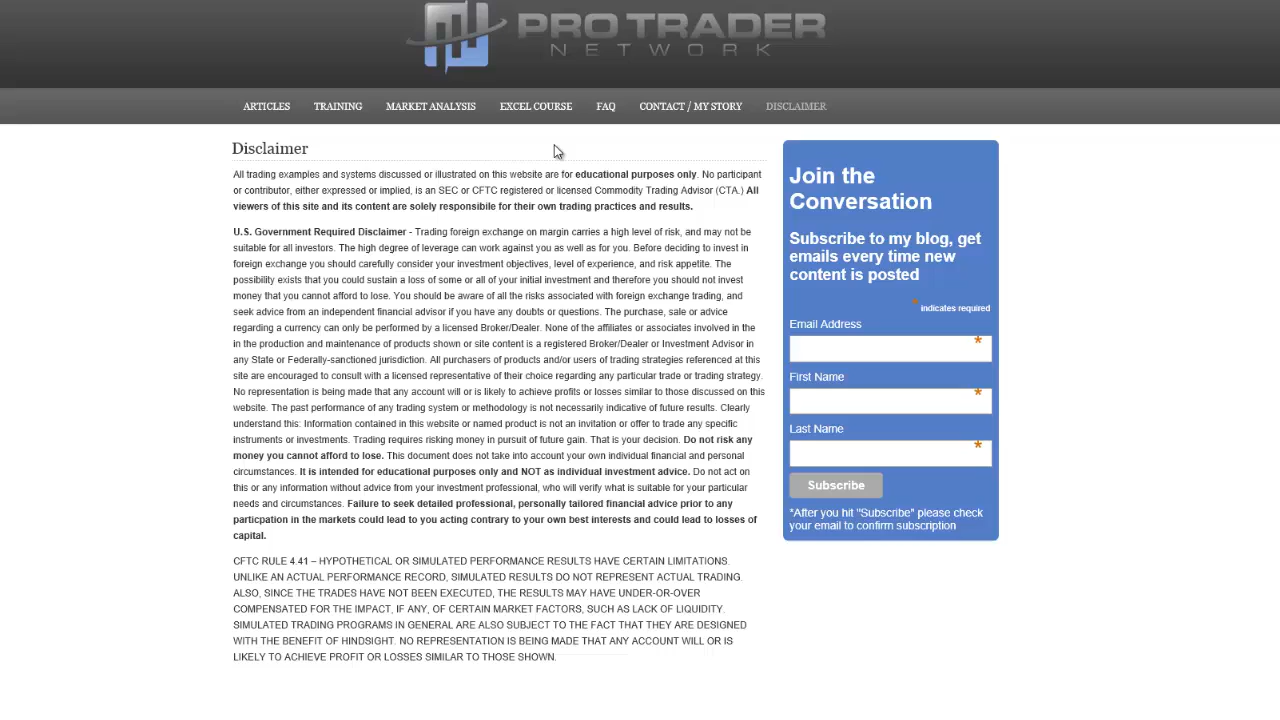 PRO TRADER
NETWORK
ARTICLES TRAINING MARKET ANALYSIS EXCEL COURSE FAQ CONTACT / MY STORY DISCLAIMER
Disclaimer
All trading examples and systems discussed or illustrated on this website are for educational purposes only. No participant
or contributor, either expressed or implied, is an SEC or CFTC registered or licensed Commodity Trading Advisor (CTA.) All
viewers of this site and its content are solely responsibile for their own trading practices and results.
U.S. Government Required Disclaimer - Trading foreign exchange on margin carries a high level of risk, and may not be
suitable for all investors. The high degree of leverage can work against you as well as for you. Before deciding to invest in
foreign exchange you should carefully consider your investment objectives, level of experience, and risk appetite. The
possibility exists that you could sustain a loss of some or all of your initial investment and therefore you should not invest
money that you cannot afford to lose. You should be aware of all the risks associated with foreign exchange trading, and
seek advice from an independent financial advisor if you have any doubts or questions. The purchase, sale or advice
regarding a currency can only be performed by a licensed Broker/Dealer. None of the affiliates or associates involved in the
in the production and maintenance of products shown or site content is a registered Broker/Dealer or Investment Advisor in
any State or Federally-sanctioned jurisdiction. All purchasers of products and/or users of trading strategies referenced at this
site are encouraged to consult with a licensed representative of their choice regarding any particular trade or trading strategy.
No representation is being made that any account will or is likely to achieve profits or losses similar to those discussed on this
website. The past performance of any trading system or methodology is not necessarily indicative of future results. Clearly
understand this: Information contained in this website or named product is not an invitation or offer to trade any specific
instruments or investments. Trading requires risking money in pursuit of future gain. That is your decision. Do not risk any
money you cannot afford to lose. This document does not take into account your own individual financial and personal
circumstances. It is intended for educational purposes only and NOT as individual investment advice. Do not act on
this or any information without advice from your investment professional, who will verify what is suitable for your particular
needs and circumstances. Failure to seek detailed professional, personally tailored financial advice prior to any
particpation in the markets could lead to you acting contrary to your own best interests and could lead to losses of
capital.
CFTC RULE 4.41 – HYPOTHETICAL OR SIMULATED PERFORMANCE RESULTS HAVE CERTAIN LIMITATIONS.
UNLIKE AN ACTUAL PERFORMANCE RECORD, SIMULATED RESULTS DO NOT REPRESENT ACTUAL TRADING.
ALSO, SINCE THE TRADES HAVE NOT BEEN EXECUTED, THE RESULTS MAY HAVE UNDER-OR-OVER
COMPENSATED FOR THE IMPACT, IF ANY, OF CERTAIN MARKET FACTORS, SUCH AS LACK OF LIQUIDITY.
SIMULATED TRADING PROGRAMS IN GENERAL ARE ALSO SUBJECT TO THE FACT THAT THEY ARE DESIGNED
WITH THE BENEFIT OF HINDSIGHT. NO REPRESENTATION IS BEING MADE THAT ANY ACCOUNT WILL OR IS
LIKELY TO ACHIEVE PROFIT OR LOSSES SIMILAR TO THOSE SHOWN.
Join the
Conversation
Subscribe to my blog, get
emails every time new
content is posted
* indicates required
Email Address
*
First Name
*
Last Name
*
Subscribe
*After you hit "Subscribe" please check
your email to confirm subscription